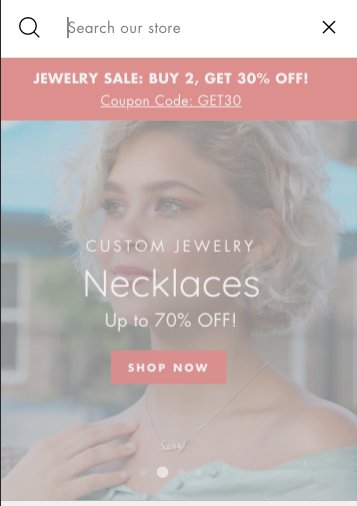 Search our store
JEWELRY SALE: BUY 2, GET 30% OFF!
Coupon Code: GET30
CUSTOM JEWELRY
Necklaces
Up to 70% OFF!
SHOP NOW
Savvy